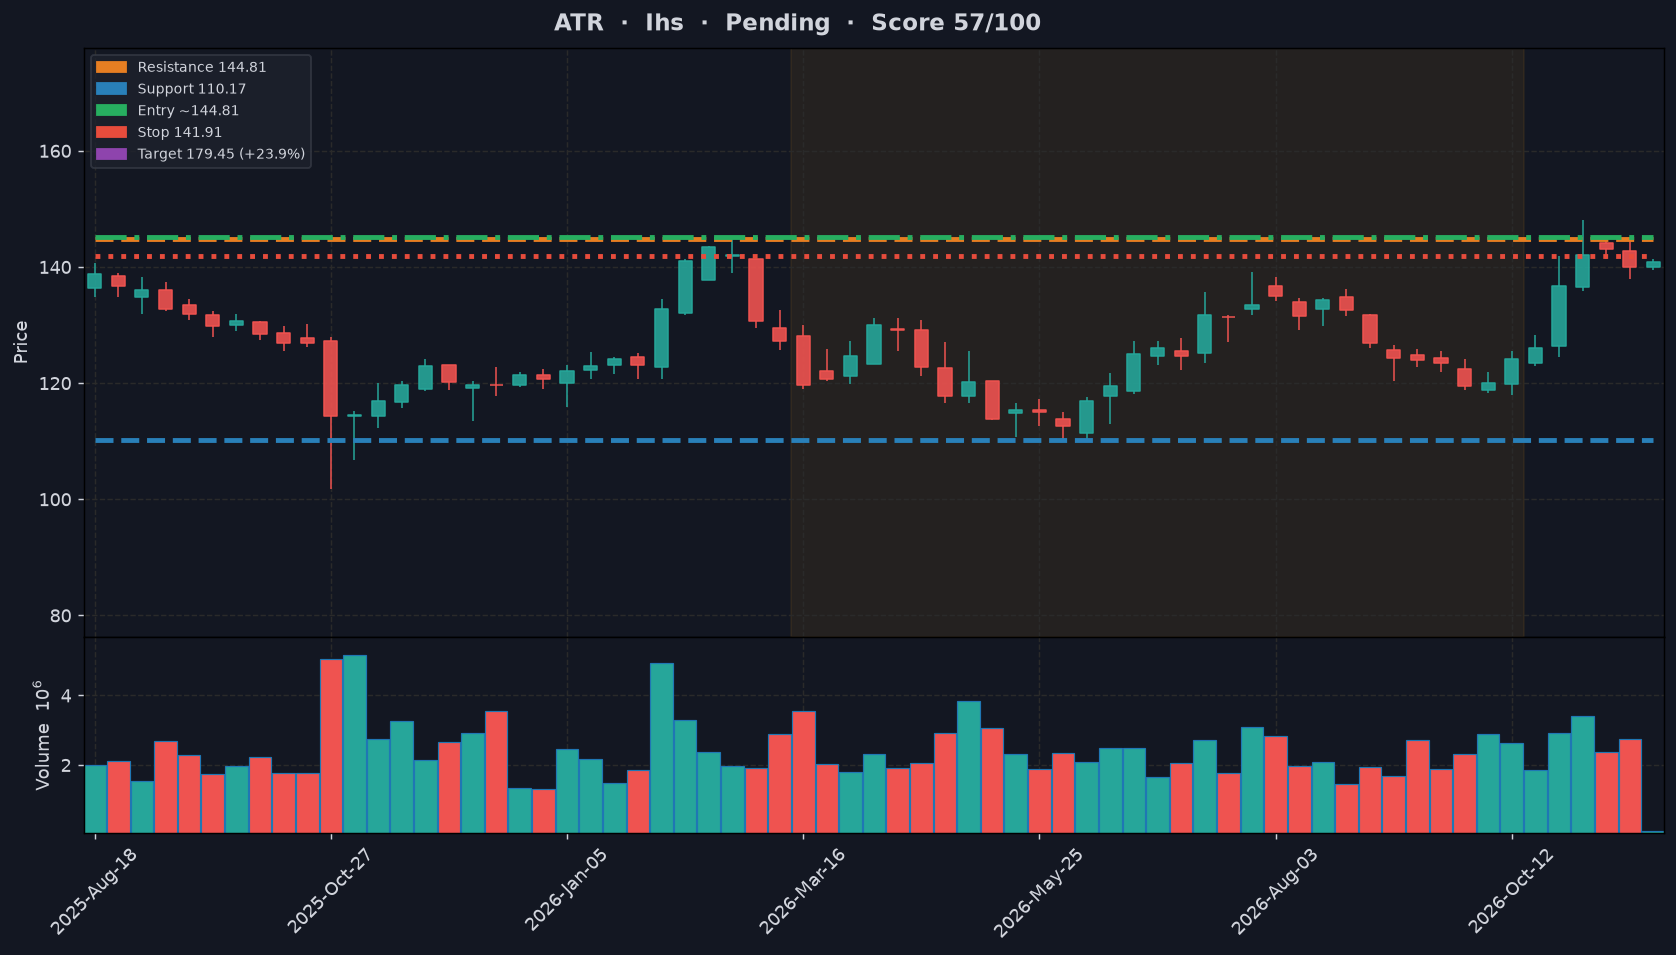 ATR · Ihs · Pending · Score 57/100
Resistance 144.81
Support 110.17
Entry ~144.81
Stop 141.91
Target 179.45 (+23.9%)
Price
160
140
120
100
80
Volume 10⁶
4
2
2025-Aug-18
2025-Oct-27
2026-Jan-05
2026-Mar-16
2026-May-25
2026-Aug-03
2026-Oct-12